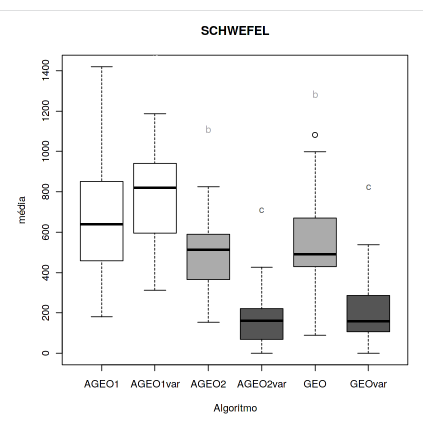 SCHWEFEL
média
1400
1200
1000
800
600
400
200
0
b
c
b
o
c
AGEO1 AGEO1var AGEO2 AGEO2var GEO GEOvar
Algoritmo